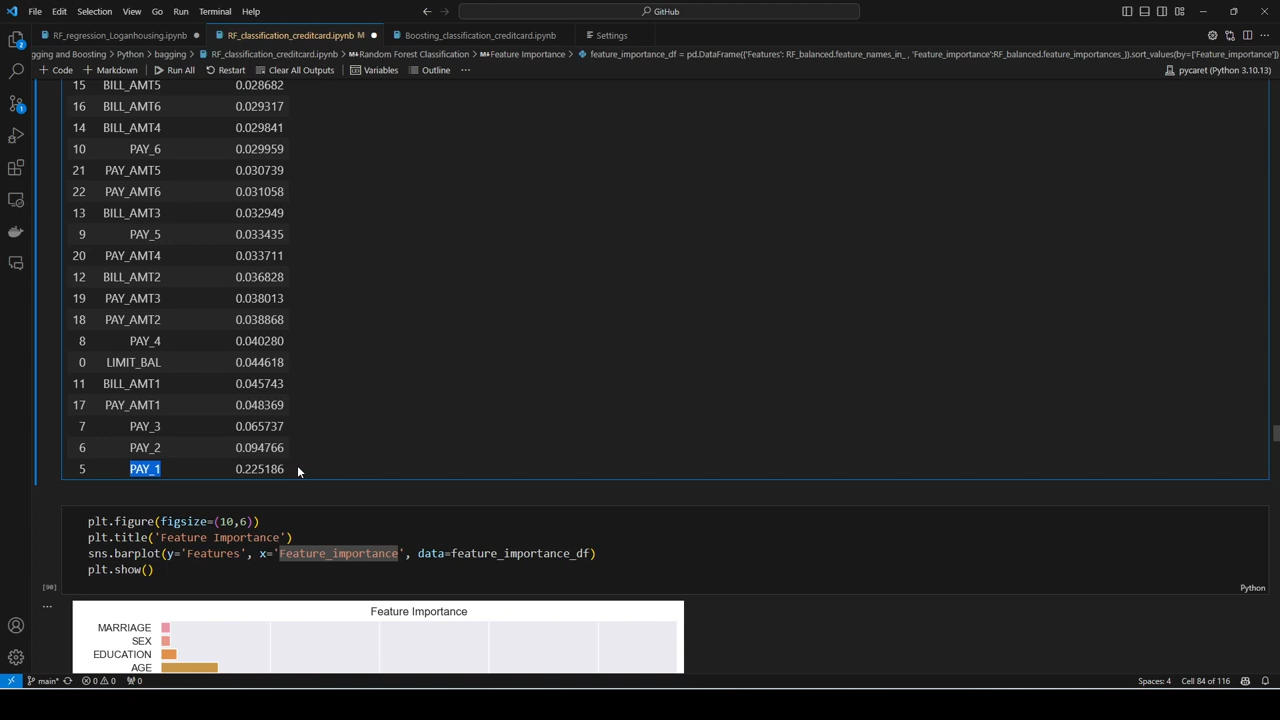 File Edit Selection View Go Run Terminal Help
GitHub
RF_regression_Loganhousing.ipynb
RF_classification_creditcard.ipynb M
Boosting_classification_creditcard.ipynb
Settings
gging and Boosting > Python > bagging > RF_classification_creditcard.ipynb > Random Forest Classification > Feature Importance > feature_importance_df = pd.DataFrame({'Features': RF_balanced.feature_names_in_ , 'Feature_importance':RF_balanced.feature_importances_}).sort_values(by=['Feature_importance'])
+ Code + Markdown Run All Restart Clear All Outputs Variables Outline ...
pycaret (Python 3.10.13)
15 BILL_AMT5 0.028682
16 BILL_AMT6 0.029317
14 BILL_AMT4 0.029841
10 PAY_6 0.029959
21 PAY_AMT5 0.030739
22 PAY_AMT6 0.031058
13 BILL_AMT3 0.032949
9 PAY_5 0.033435
20 PAY_AMT4 0.033711
12 BILL_AMT2 0.036828
19 PAY_AMT3 0.038013
18 PAY_AMT2 0.038868
8 PAY_4 0.040280
0 LIMIT_BAL 0.044618
11 BILL_AMT1 0.045743
17 PAY_AMT1 0.048369
7 PAY_3 0.065737
6 PAY_2 0.094766
5 PAY_1 0.225186
plt.figure(figsize=(10,6))
plt.title('Feature Importance')
sns.barplot(y='Features', x='Feature_importance', data=feature_importance_df)
plt.show()
[90]
Python
...
Feature Importance
MARRIAGE
SEX
EDUCATION
AGE
main* 0 0 0
Spaces: 4 Cell 84 of 116